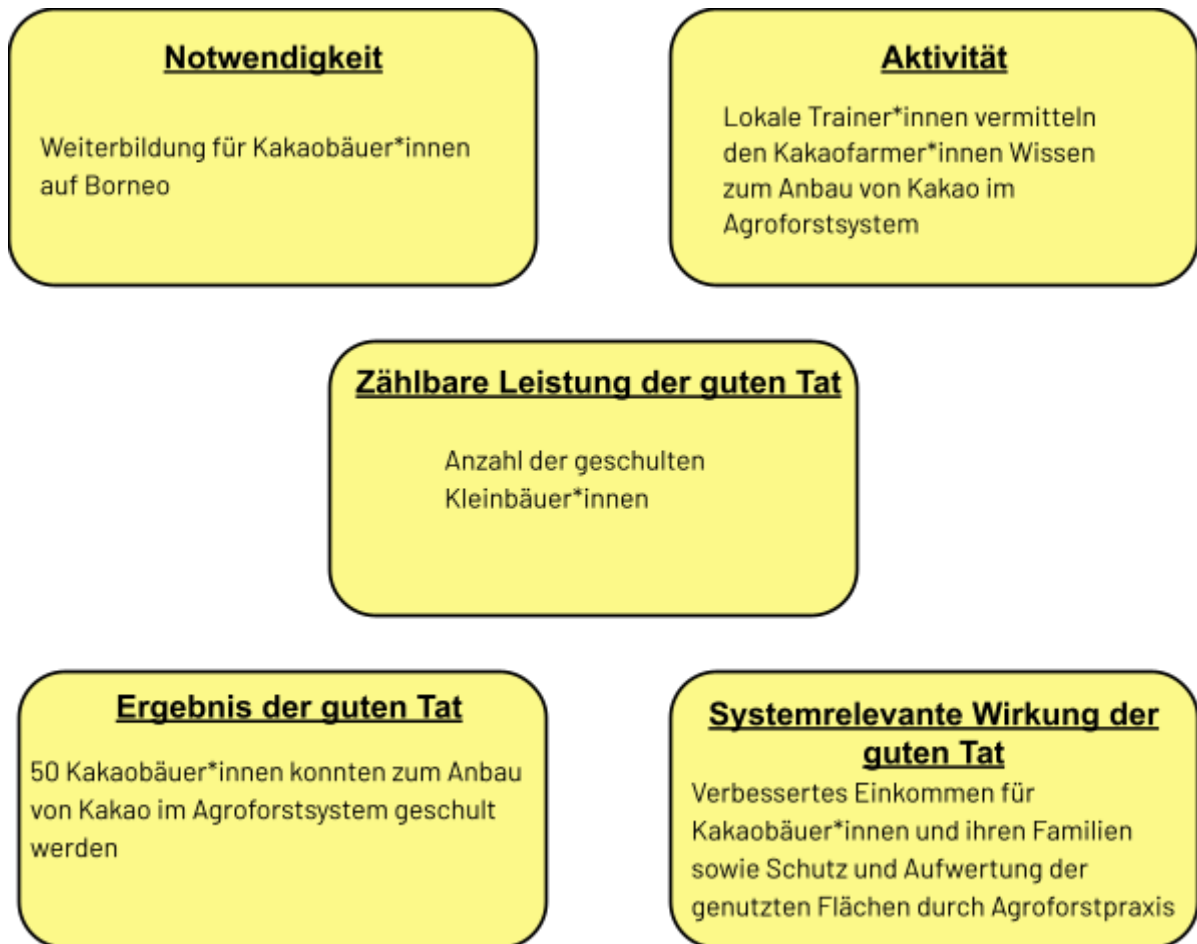 Notwendigkeit
Weiterbildung für Kakaobäuer*innen
auf Borneo
Aktivität
Lokale Trainer*innen vermitteln
den Kakaofarmer*innen Wissen
zum Anbau von Kakao im
Agroforstsystem
Zählbare Leistung der guten Tat
Anzahl der geschulten
Kleinbäuer*innen
Ergebnis der guten Tat
50 Kakaobäuer*innen konnten zum Anbau
von Kakao im Agroforstsystem geschult
werden
Systemrelevante Wirkung der
guten Tat
Verbessertes Einkommen für
Kakaobäuer*innen und ihren Familien
sowie Schutz und Aufwertung der
genutzten Flächen durch Agroforstpraxis